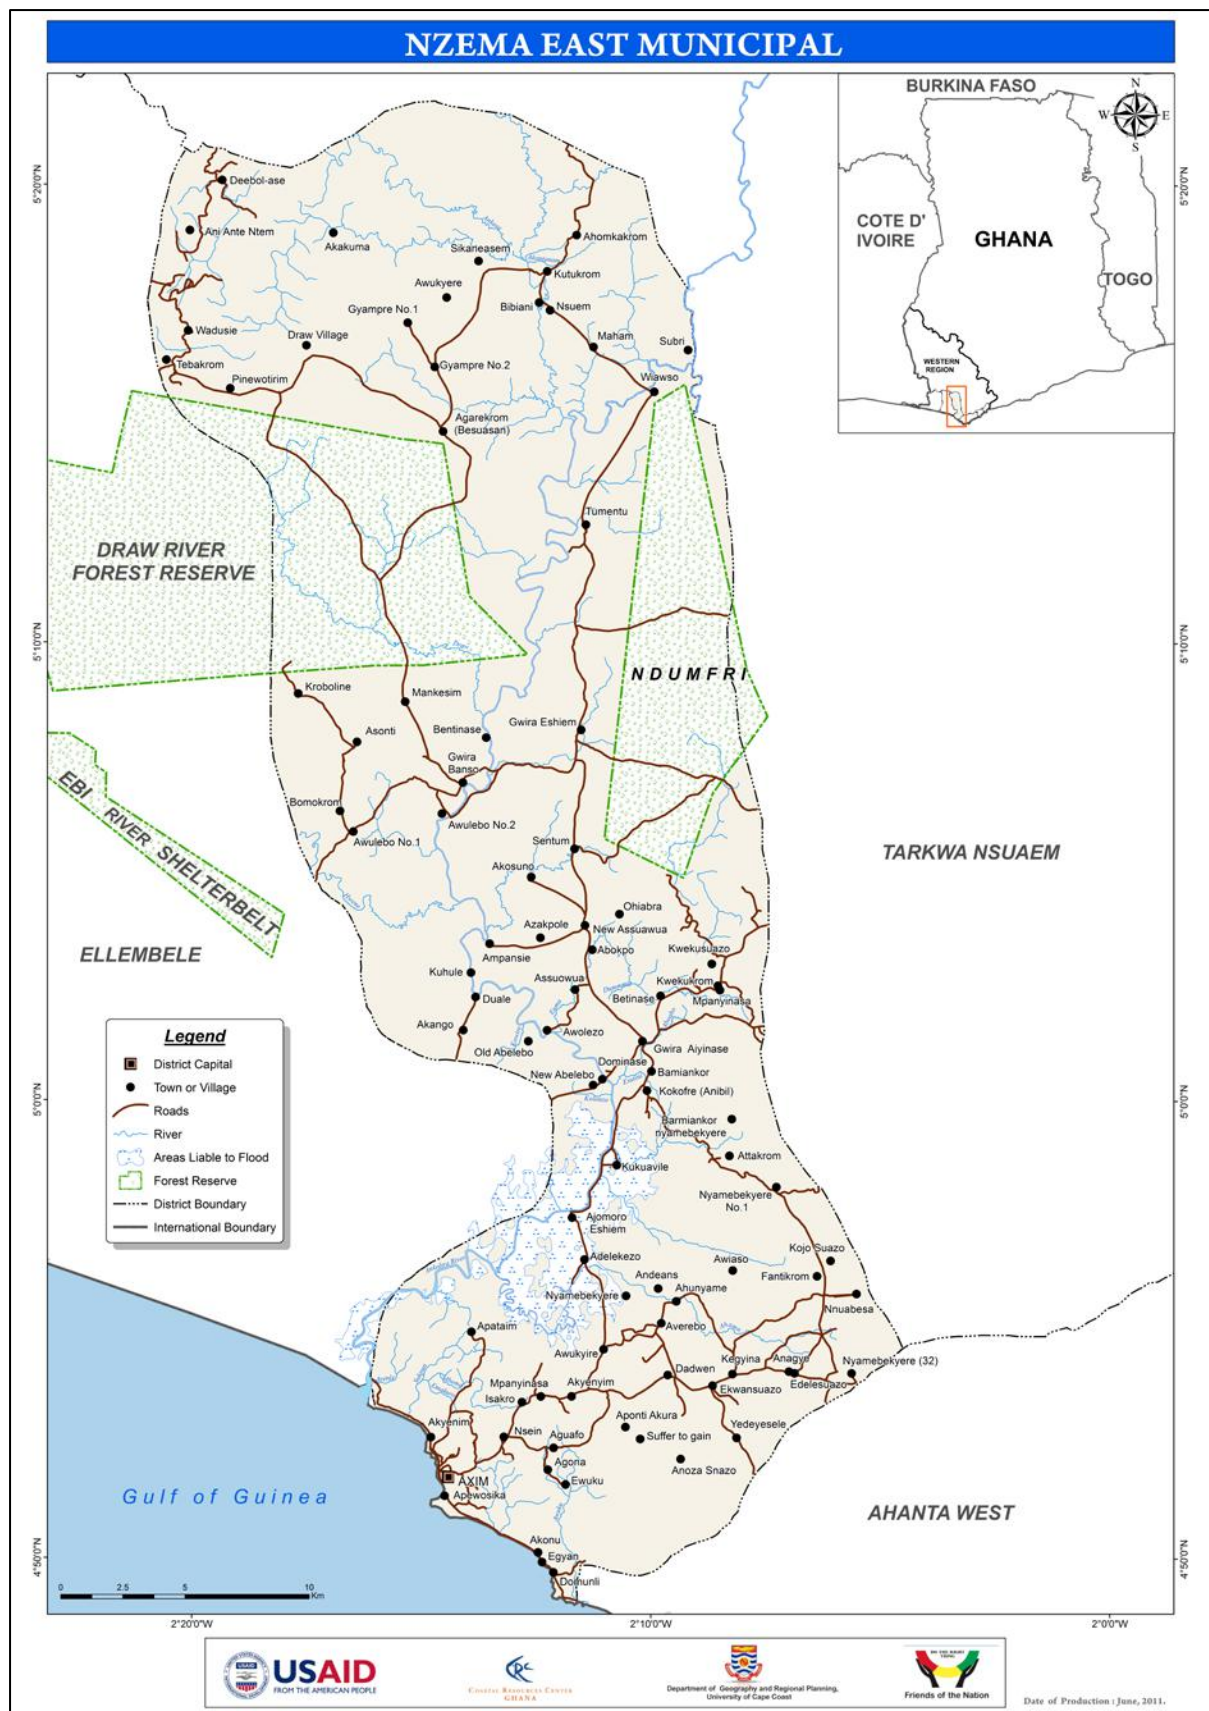 NZEMA EAST MUNICIPAL
BURKINA FASO
N
W
E
S
COTE D'
IVOIRE
GHANA
TOGO
WESTERN
REGION
5°20'0"N
5°20'0"N
Deebol-ase
Ani Ante Ntem
Akakuma
Ahomkakrom
Sikaneasem
Kutukrom
Awukyere
Bibiani
Nsuem
Gyampre No.1
Wadusie
Draw Village
Maham
Subri
Tebakrom
Gyampre No.2
Pinewotirim
Wiawso
Agarekrom
(Besuasan)
Tumentu
DRAW RIVER
FOREST RESERVE
5°10'0"N
5°10'0"N
NDUMFRI
Kroboline
Mankesim
Asonti
Bentinase
Gwira Eshiem
Gwira
Banso
EBI RIVER SHELTERBELT
Bomokrom
Awulebo No.1
Awulebo No.2
Sentum
TARKWA NSUAEM
Akosuno
Ohiabra
Azakpole
New Assuawua
ELLEMBELE
Ampansie
Abokpo
Kwekusuazo
Kuhule
Assuowua
Kwekukrom
Duale
Betinase
Mpanyinasa
Akango
Awolezo
Old Abelebo
Gwira Aiyinase
Dominase
New Abelebo
Bamiankor
Kokofre (Anibil)
5°0'0"N
5°0'0"N
Barmiankor
nyamebekyere
Attakrom
Kukuavile
Nyamebekyere
No.1
Ajomoro
Eshiem
Adelekezo
Kojo Suazo
Awiaso
Andeans
Fantikrom
Nyamebekyere
Ahunyame
Nnuabesa
Apataim
Averebo
Awukyire
Kegyina
Anagyo
Nyamebekyere (32)
Mpanyinasa
Akyenyim
Dadwen
Edelesuazo
Isakro
Ekwansuazo
Akyenim
Nsein
Aguafo
Aponti Akura
Suffer to gain
Yedeyesele
Agoria
Anoza Snazo
AXIM
Ewuku
Apewosika
Gulf of Guinea
AHANTA WEST
Akonu
Egyan
Domunli
4°50'0"N
4°50'0"N
Legend
District Capital
Town or Village
Roads
River
Areas Liable to Flood
Forest Reserve
District Boundary
International Boundary
0 2.5 5 10
Km
2°20'0"W
2°10'0"W
2°0'0"W
USAID
FROM THE AMERICAN PEOPLE
CRC
COASTAL RESOURCES CENTER
GHANA
Department of Geography and Regional Planning,
University of Cape Coast
Friends of the Nation
Date of Production : June, 2011.